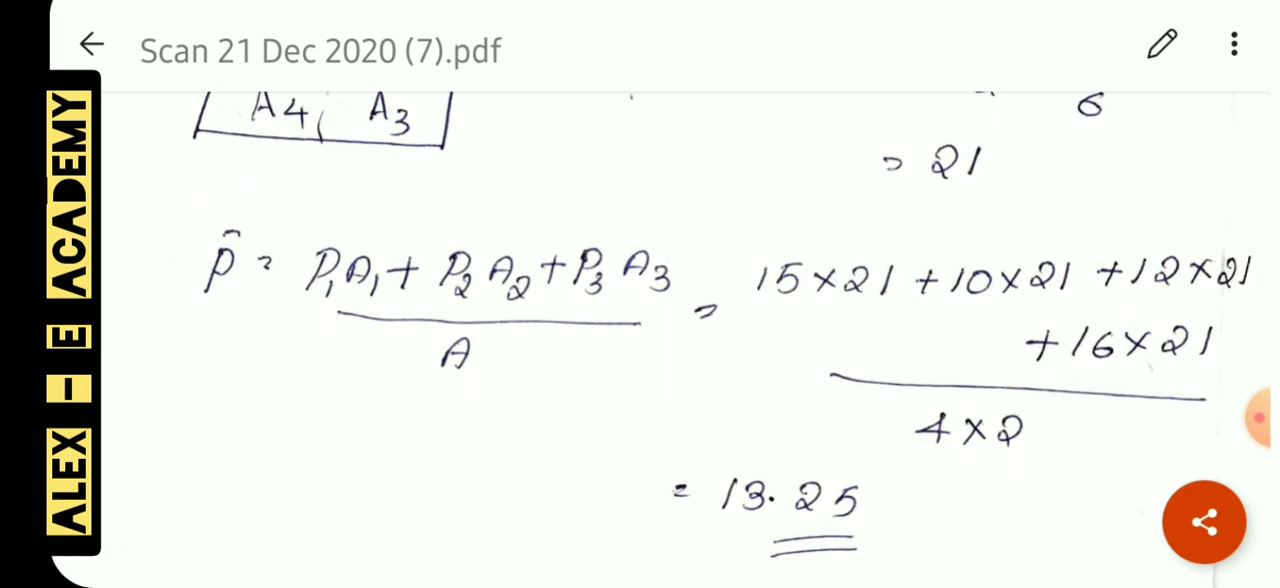 Scan 21 Dec 2020 (7).pdf
A4, A3
6
= 21
p̄ = P₁A₁ + P₂A₂ + P₃A₃ = 15×21 + 10×21 + 12×21
+16×21
A
4×2
= 13.25
ALEX - E ACADEMY